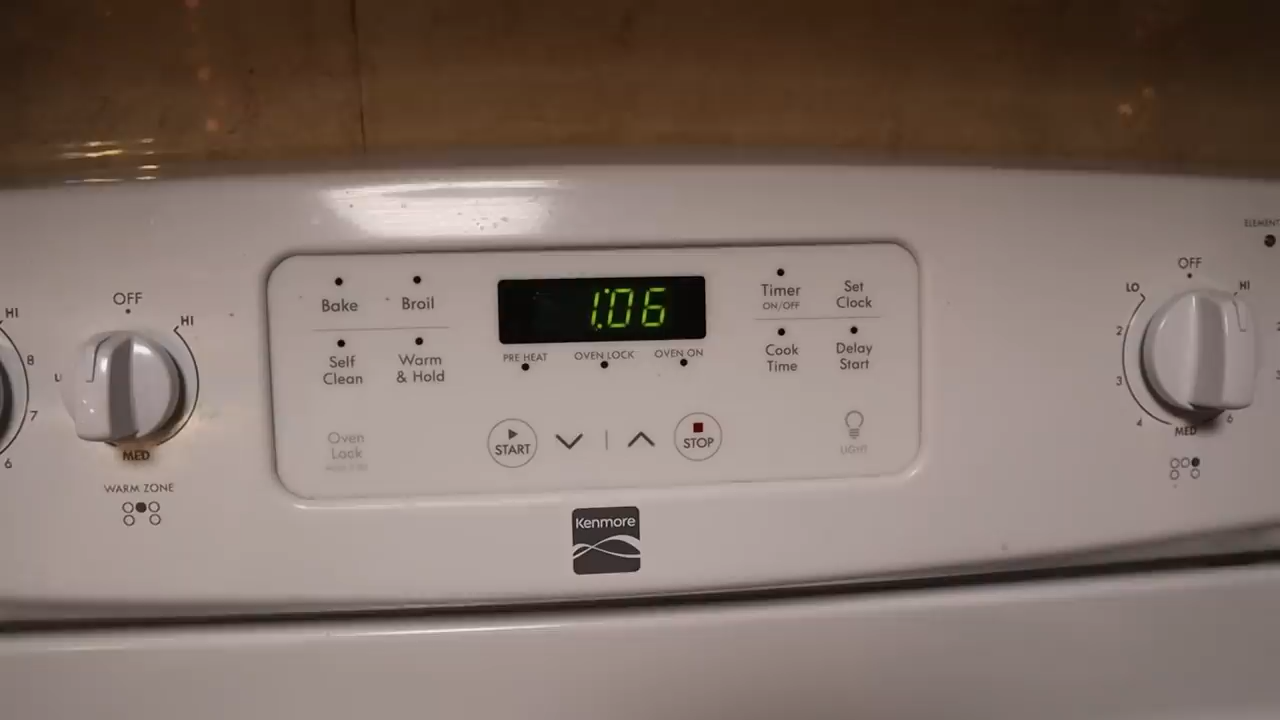 HI
8
7
6
OFF
HI
MED
WARM ZONE
Bake
Broil
Self
Clean
Warm
& Hold
Oven
Lock
1:06
PRE HEAT
OVEN LOCK
OVEN ON
START
STOP
Timer
ON/OFF
Set
Clock
Cook
Time
Delay
Start
LIGHT
Kenmore
ELEMENT
OFF
LO
HI
2
3
4
MED
6